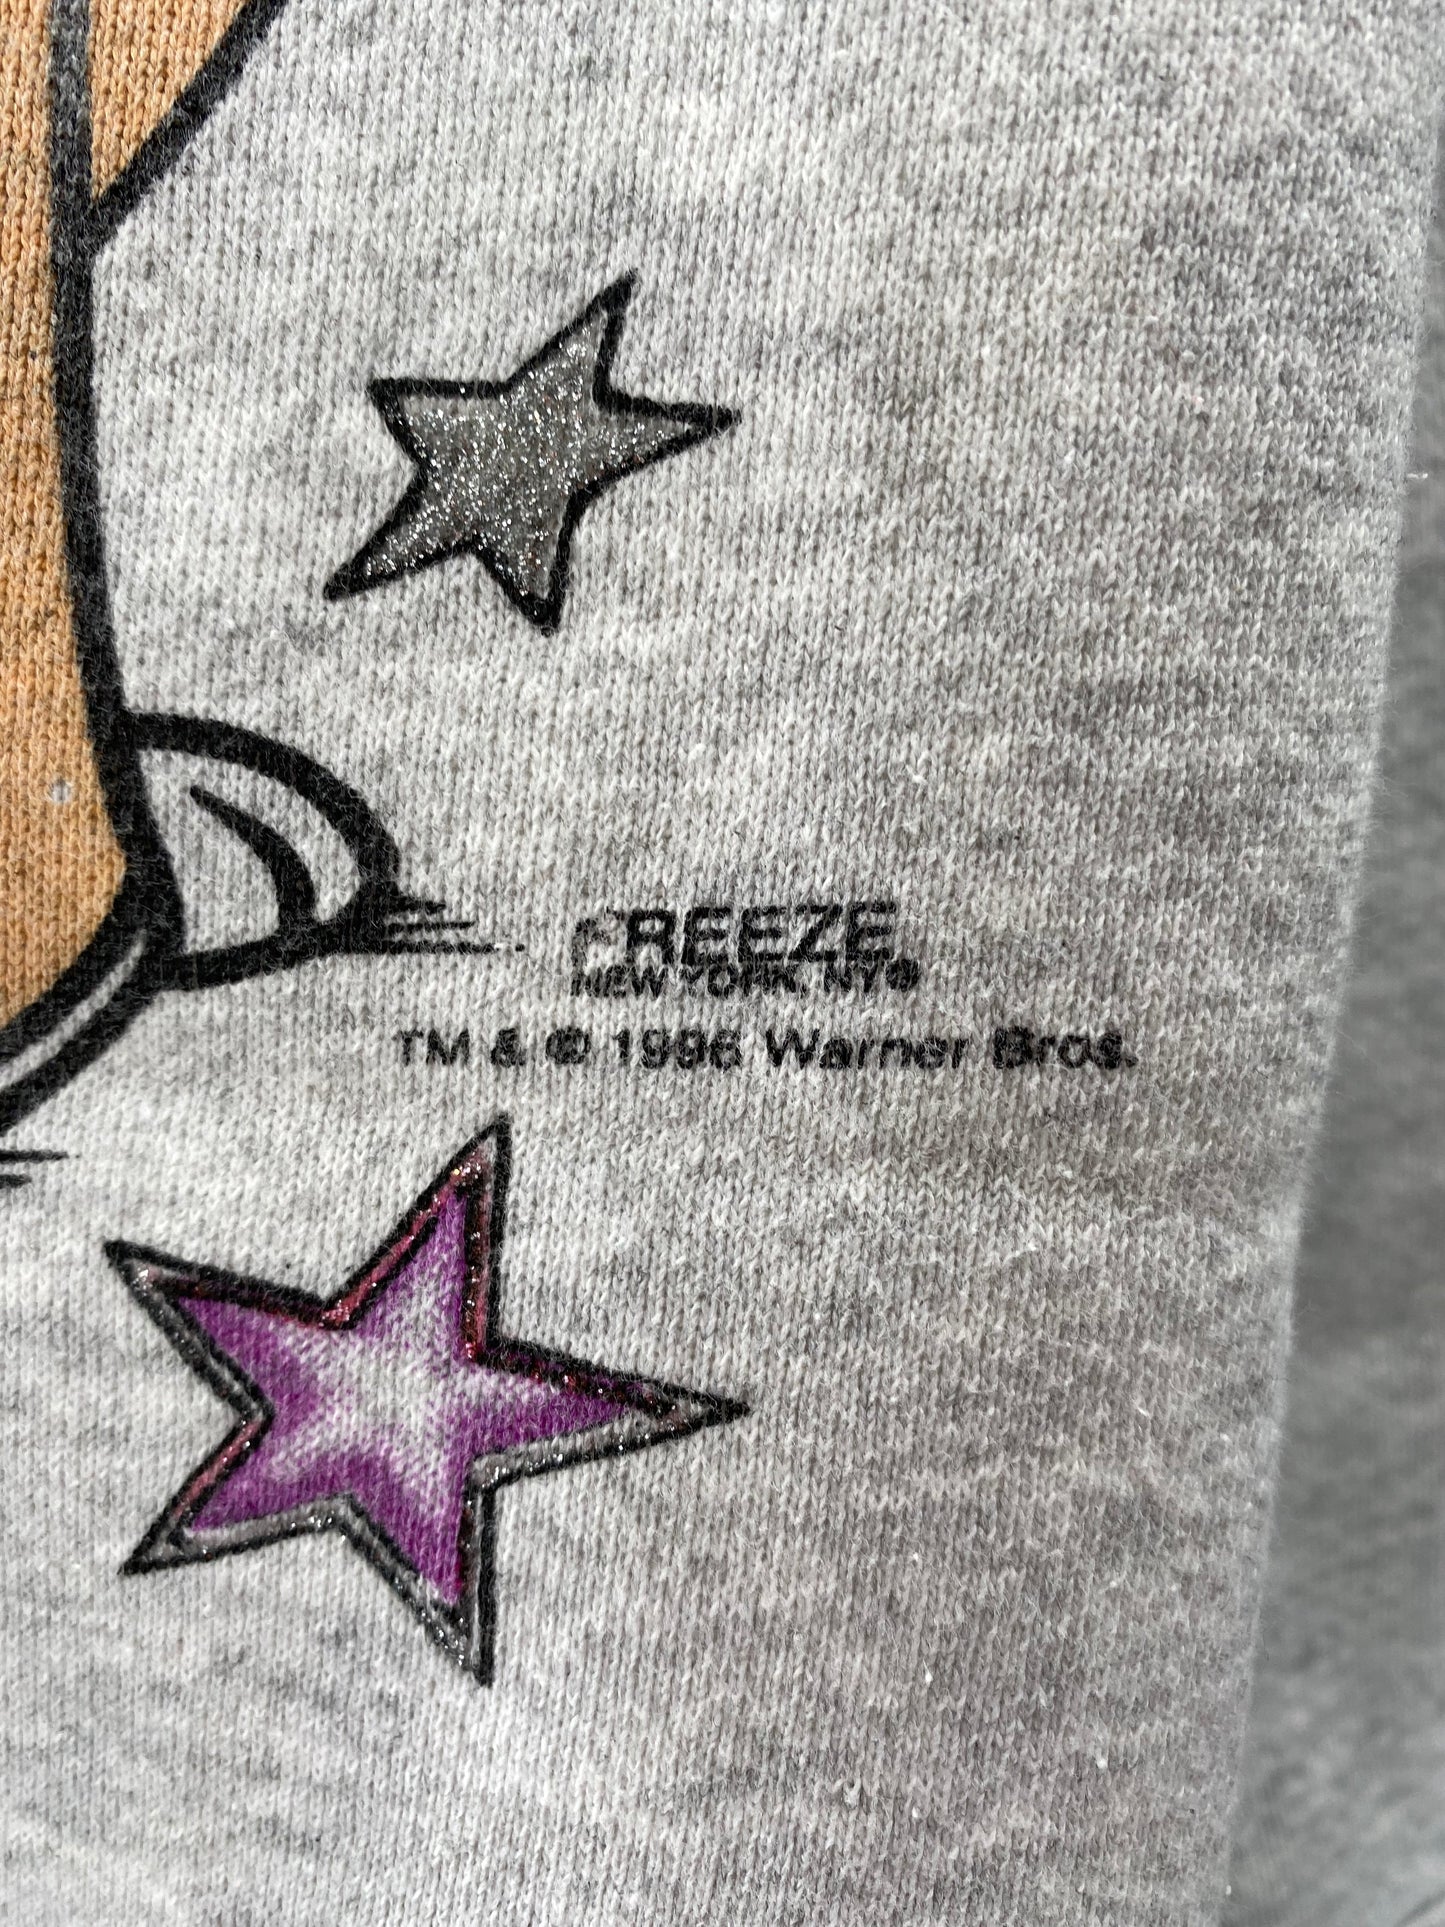 FREEZE
NEW YORK, NY®
TM & © 1996 Warner Bros.